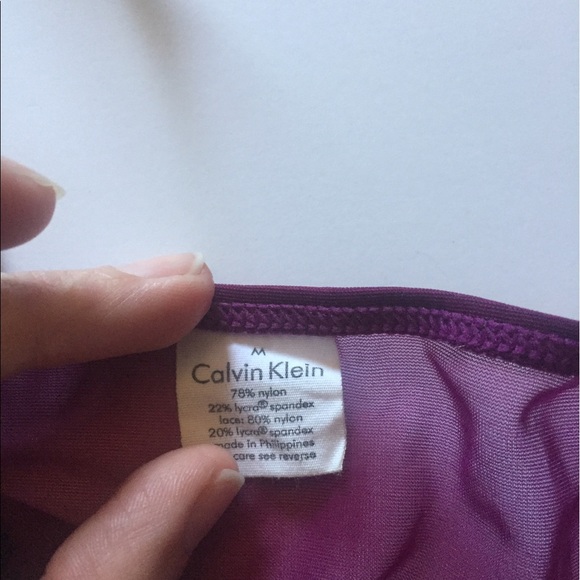 M
Calvin Klein
78% nylon
22% lycra® spandex
lace: 80% nylon
20% lycra® spandex
made in Philippines
care see reverse